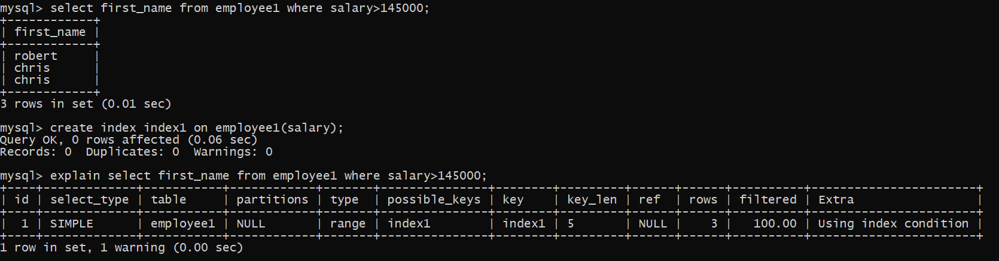 mysql> select first_name from employee1 where salary>145000;
+------------+
| first_name |
+------------+
| robert     |
| chris      |
| chris      |
+------------+
3 rows in set (0.01 sec)

mysql> create index index1 on employee1(salary);
Query OK, 0 rows affected (0.06 sec)
Records: 0  Duplicates: 0  Warnings: 0

mysql> explain select first_name from employee1 where salary>145000;
+----+-------------+-----------+------------+-------+---------------+--------+---------+------+------+----------+-----------------------+
| id | select_type | table     | partitions | type  | possible_keys | key    | key_len | ref  | rows | filtered | Extra                 |
+----+-------------+-----------+------------+-------+---------------+--------+---------+------+------+----------+-----------------------+
|  1 | SIMPLE      | employee1 | NULL       | range | index1        | index1 | 5       | NULL |    3 |   100.00 | Using index condition |
+----+-------------+-----------+------------+-------+---------------+--------+---------+------+------+----------+-----------------------+
1 row in set, 1 warning (0.00 sec)